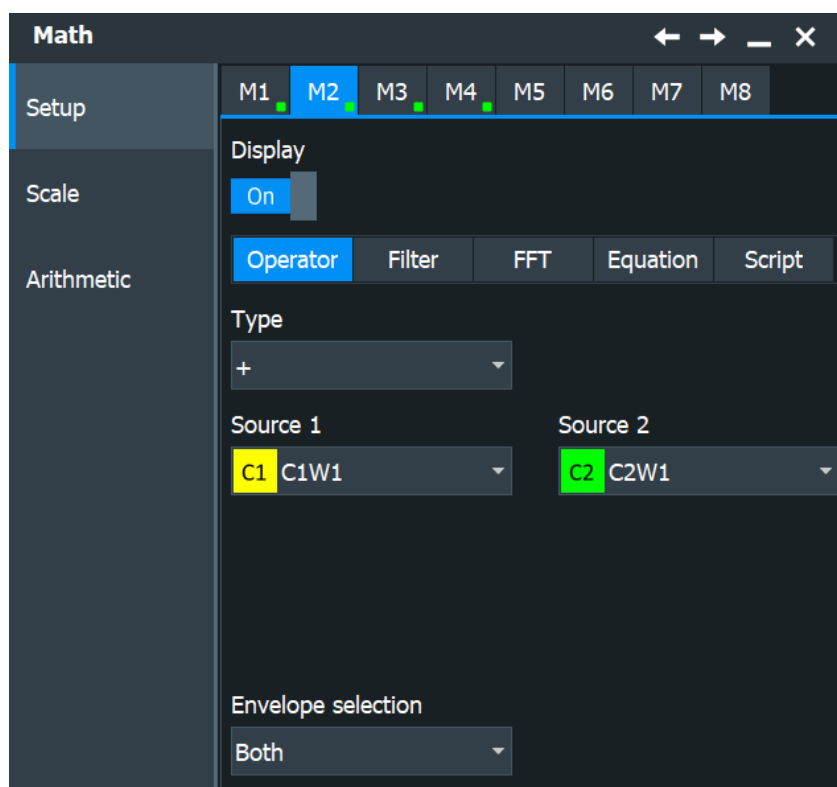 Math
Setup
Scale
Arithmetic
M1 M2 M3 M4 M5 M6 M7 M8
Display
On
Operator Filter FFT Equation Script
Type
+
Source 1 Source 2
C1 C1W1 C2 C2W1
Envelope selection
Both